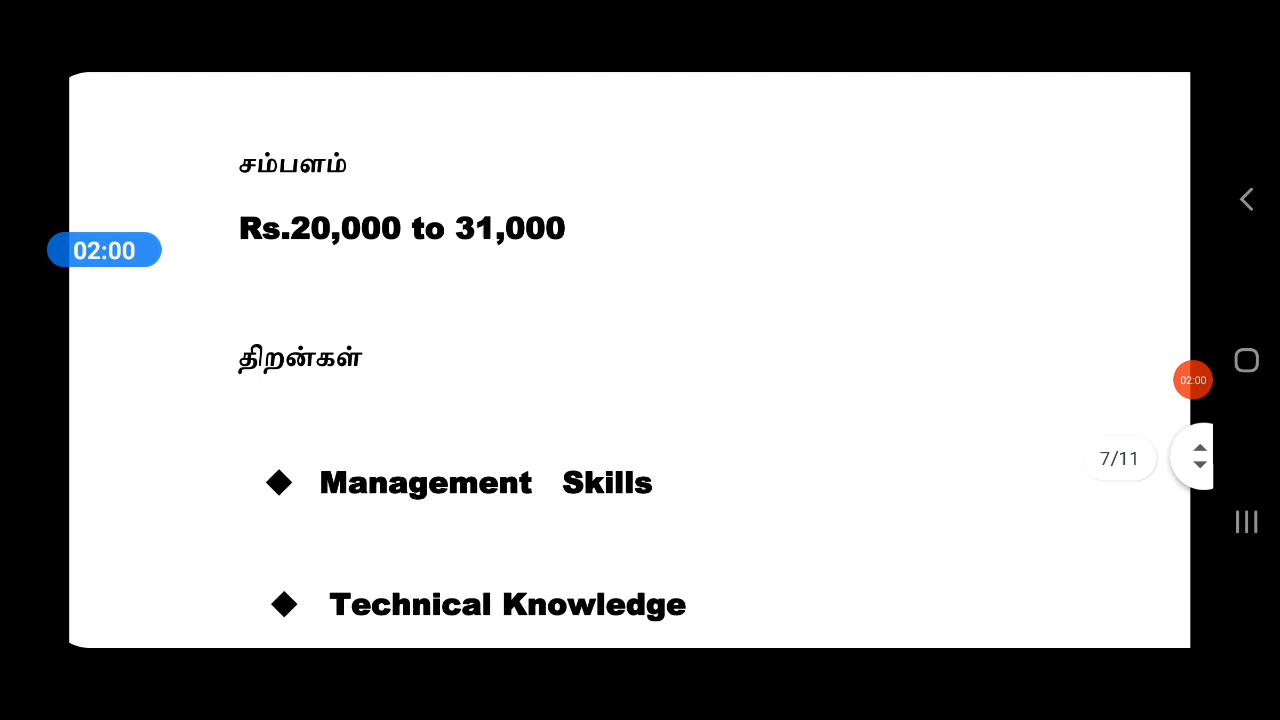 சம்பளம்
Rs.20,000 to 31,000
02:00
திறன்கள்
02:00
7/11
◆ Management Skills
◆ Technical Knowledge